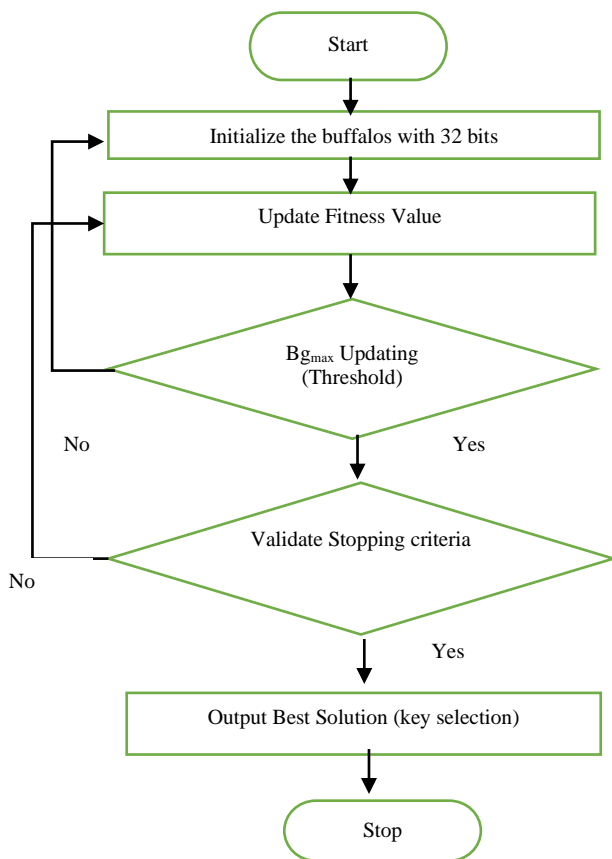 Start
Initialize the buffalos with 32 bits
Update Fitness Value
Bgmax Updating
(Threshold)
No
Yes
Validate Stopping criteria
No
Yes
Output Best Solution (key selection)
Stop